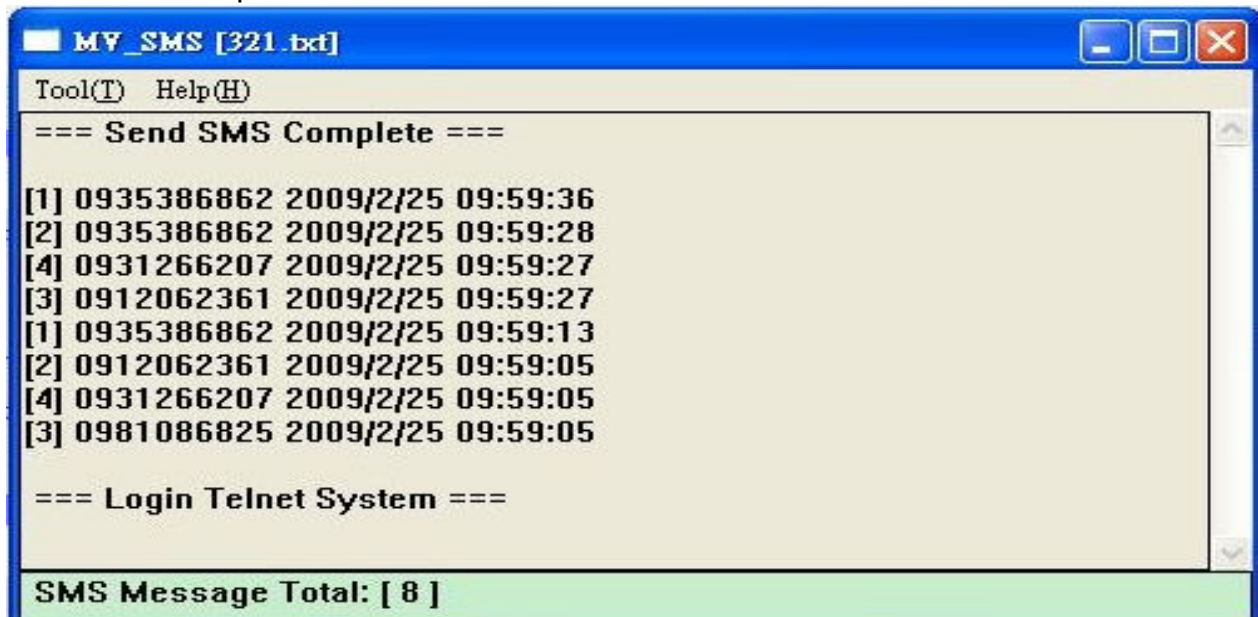 MV_SMS [321.txt]
Tool(T) Help(H)
=== Send SMS Complete ===
[1] 0935386862 2009/2/25 09:59:36
[2] 0935386862 2009/2/25 09:59:28
[4] 0931266207 2009/2/25 09:59:27
[3] 0912062361 2009/2/25 09:59:27
[1] 0935386862 2009/2/25 09:59:13
[2] 0912062361 2009/2/25 09:59:05
[4] 0931266207 2009/2/25 09:59:05
[3] 0981086825 2009/2/25 09:59:05
=== Login Telnet System ===
SMS Message Total: [ 8 ]